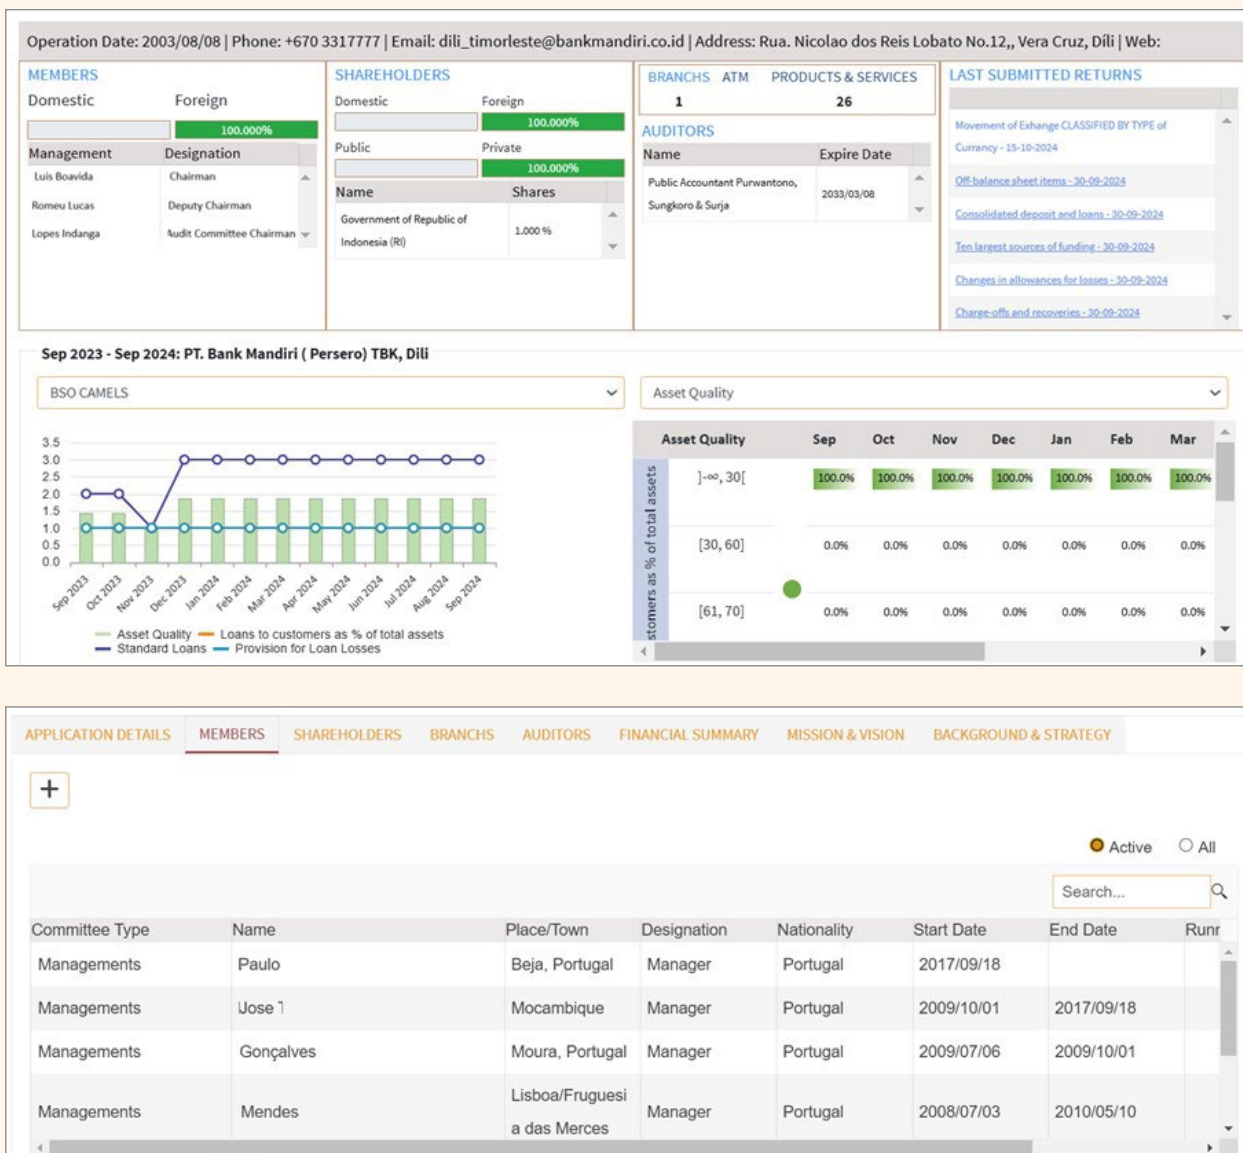 Operation Date: 2003/08/08 | Phone: +670 3317777 | Email: dili_timorleste@bankmandiri.co.id | Address: Rua. Nicolao dos Reis Lobato No.12,, Vera Cruz, Díli | Web:
MEMBERS
Domestic Foreign
100.000%
Management Designation
Luis Boavida Chairman
Romeu Lucas Deputy Chairman
Lopes Indanga Audit Committee Chairman
SHAREHOLDERS
Domestic Foreign
100.000%
Public Private
100.000%
Name Shares
Government of Republic of
Indonesia (RI) 1.000 %
BRANCHS ATM PRODUCTS & SERVICES
1 26
AUDITORS
Name Expire Date
Public Accountant Purwantono,
Sungkoro & Surja 2033/03/08
LAST SUBMITTED RETURNS
Movement of Exhange CLASSIFIED BY TYPE of
Currancy - 15-10-2024
Off-balance sheet items - 30-09-2024
Consolidated deposit and loans - 30-09-2024
Ten largest sources of funding - 30-09-2024
Changes in allowances for losses - 30-09-2024
Charge-offs and recoveries - 30-09-2024
Sep 2023 - Sep 2024: PT. Bank Mandiri ( Persero) TBK, Dili
BSO CAMELS
3.5
3.0
2.5
2.0
1.5
1.0
0.5
0.0
Sep 2023 Oct 2023 Nov 2023 Dec 2023 Jan 2024 Feb 2024 Mar 2024 Apr 2024 May 2024 Jun 2024 Jul 2024 Aug 2024 Sep 2024
Asset Quality Loans to customers as % of total assets
Standard Loans Provision for Loan Losses
Asset Quality
Asset Quality Sep Oct Nov Dec Jan Feb Mar
stomers as % of total assets
]-∞, 30[ 100.0% 100.0% 100.0% 100.0% 100.0% 100.0% 100.0%
[30, 60] 0.0% 0.0% 0.0% 0.0% 0.0% 0.0% 0.0%
[61, 70] 0.0% 0.0% 0.0% 0.0% 0.0% 0.0% 0.0%
APPLICATION DETAILS MEMBERS SHAREHOLDERS BRANCHS AUDITORS FINANCIAL SUMMARY MISSION & VISION BACKGROUND & STRATEGY
+
Active All
Search...
Committee Type Name Place/Town Designation Nationality Start Date End Date Runr
Managements Paulo Beja, Portugal Manager Portugal 2017/09/18
Managements Jose Mocambique Manager Portugal 2009/10/01 2017/09/18
Managements Gonçalves Moura, Portugal Manager Portugal 2009/07/06 2009/10/01
Managements Mendes Lisboa/Fruguesi
a das Merces Manager Portugal 2008/07/03 2010/05/10